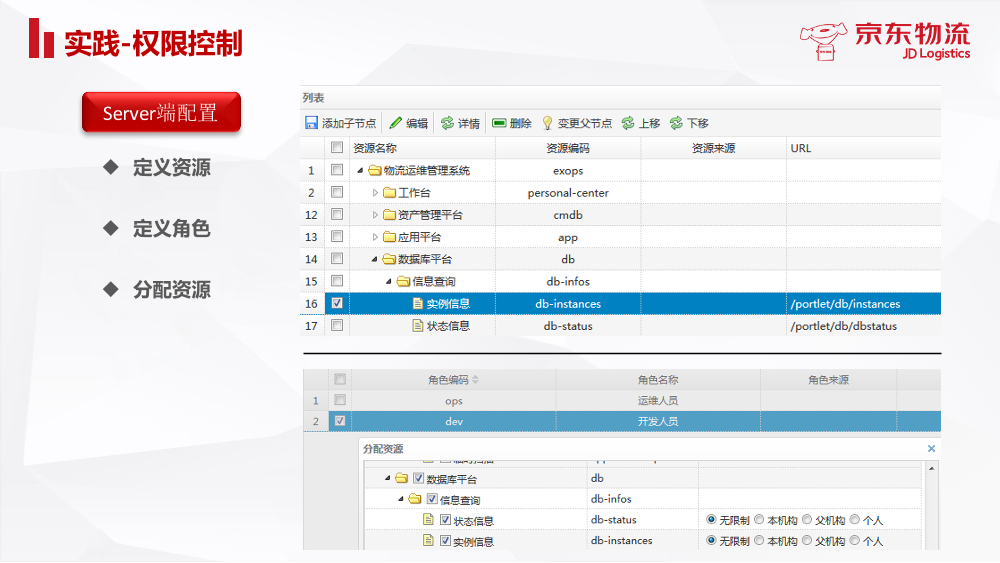 实践-权限控制
京东物流
JD Logistics
Server端配置
◆ 定义资源
◆ 定义角色
◆ 分配资源
列表
添加子节点 编辑 详情 删除 变更父节点 上移 下移
资源名称 资源编码 资源来源 URL
1 物流运维管理系统 exops
2 工作台 personal-center
12 资产管理平台 cmdb
13 应用平台 app
14 数据库平台 db
15 信息查询 db-infos
16 实例信息 db-instances /portlet/db/instances
17 状态信息 db-status /portlet/db/dbstatus
角色编码 角色名称 角色来源
1 ops 运维人员
2 dev 开发人员
分配资源
数据库平台 db
信息查询 db-infos
状态信息 db-status 无限制 本机构 父机构 个人
实例信息 db-instances 无限制 本机构 父机构 个人